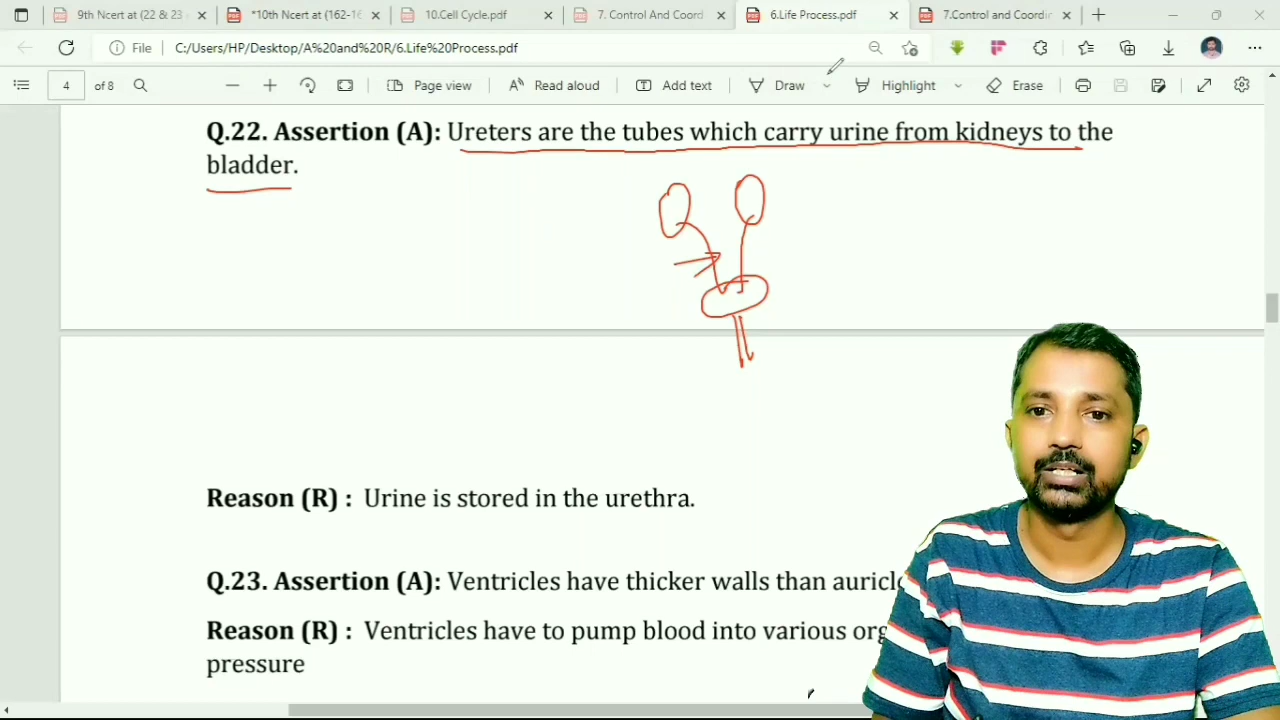 9th Ncert at (22 & 23
*10th Ncert at (162-16
10.Cell Cycle.pdf
7. Control And Coord
6.Life Process.pdf
7.Control and Coordin
File
C:/Users/HP/Desktop/A%20and%20R/6.Life%20Process.pdf
4 of 8
Page view
Read aloud
Add text
Draw
Highlight
Erase
Q.22. Assertion (A): Ureters are the tubes which carry urine from kidneys to the
bladder.
Reason (R) : Urine is stored in the urethra.
Q.23. Assertion (A): Ventricles have thicker walls than auricl
Reason (R) : Ventricles have to pump blood into various org
pressure